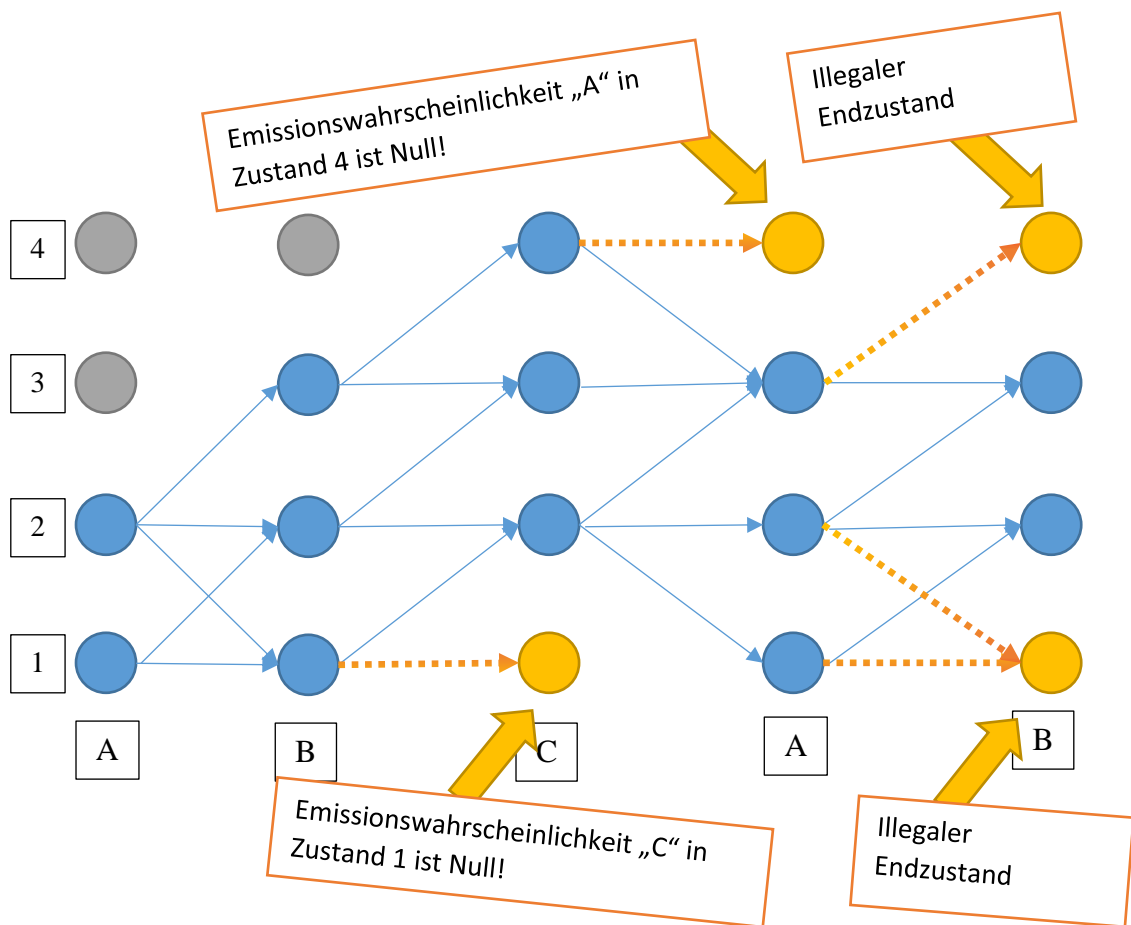 Emissionswahrscheinlichkeit „A“ in
Zustand 4 ist Null!
Illegaler
Endzustand
4
3
2
1
A
B
C
A
B
Emissionswahrscheinlichkeit „C“ in
Zustand 1 ist Null!
Illegaler
Endzustand